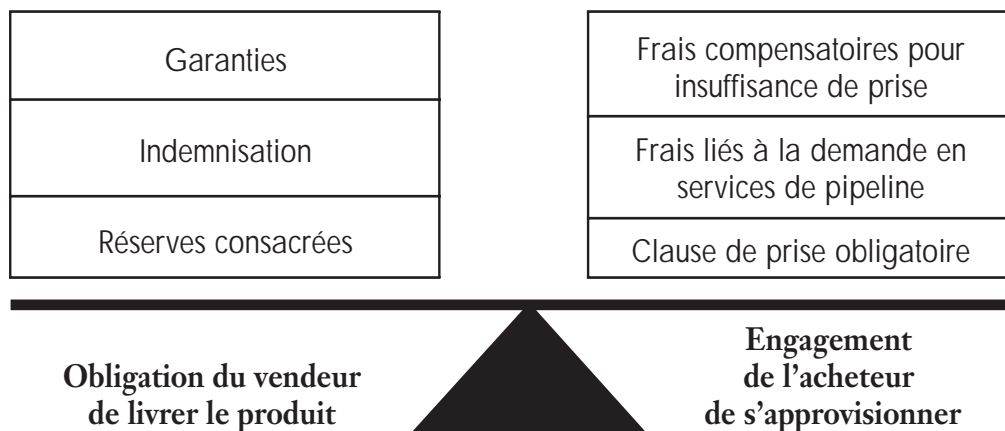 Garanties
Indemnisation
Réserves consacrées
Frais compensatoires pour
insuffisance de prise
Frais liés à la demande en
services de pipeline
Clause de prise obligatoire
Obligation du vendeur
de livrer le produit
Engagement
de l'acheteur
de s'approvisionner